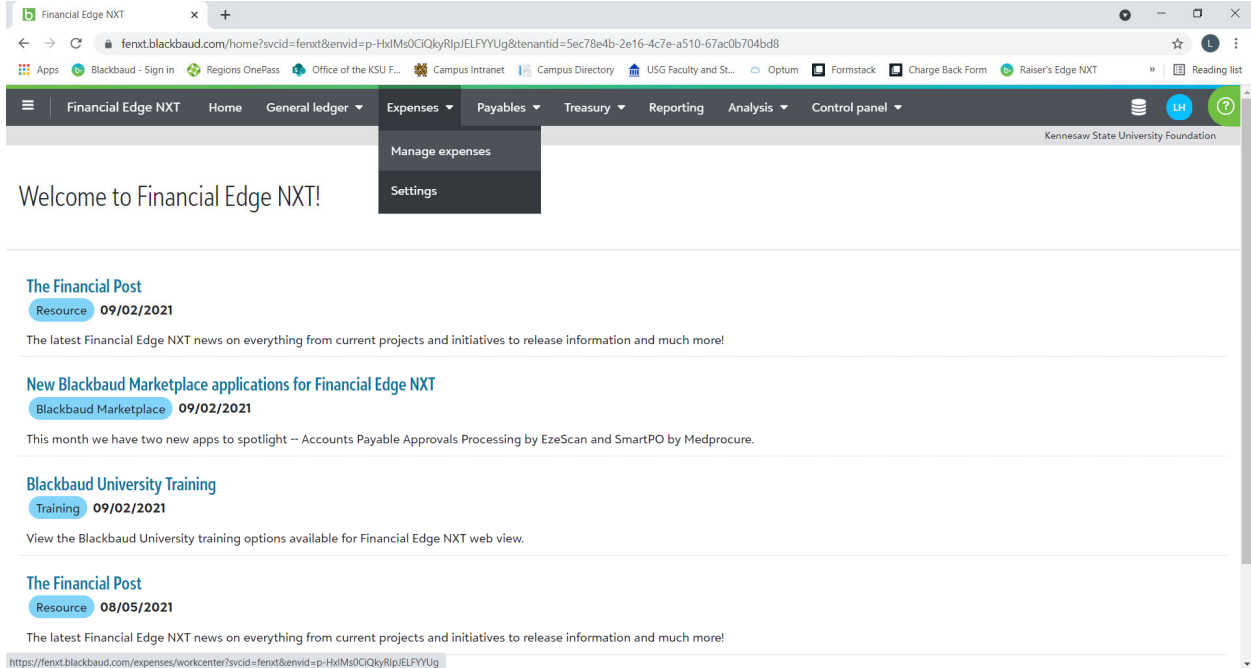 Financial Edge NXT
fenxt.blackbaud.com/home?svcid=fenxt&envid=p-HxIMs0CiQkyRIpJELFYYUg&tenantid=5ec78e4b-2e16-4c7e-a510-67ac0b704bd8
L
Apps Blackbaud - Sign in Regions OnePass Office of the KSU F... Campus Intranet Campus Directory USG Faculty and St... Optum Formstack Charge Back Form Raiser's Edge NXT » Reading list
Financial Edge NXT Home General ledger Expenses Payables Treasury Reporting Analysis Control panel LH ?
Kennesaw State University Foundation
Manage expenses
Settings
Welcome to Financial Edge NXT!
The Financial Post
Resource 09/02/2021
The latest Financial Edge NXT news on everything from current projects and initiatives to release information and much more!
New Blackbaud Marketplace applications for Financial Edge NXT
Blackbaud Marketplace 09/02/2021
This month we have two new apps to spotlight -- Accounts Payable Approvals Processing by EzeScan and SmartPO by Medprocure.
Blackbaud University Training
Training 09/02/2021
View the Blackbaud University training options available for Financial Edge NXT web view.
The Financial Post
Resource 08/05/2021
The latest Financial Edge NXT news on everything from current projects and initiatives to release information and much more!
https://fenxt.blackbaud.com/expenses/workcenter?svcid=fenxt&envid=p-HxIMs0CiQkyRIpJELFYYUg